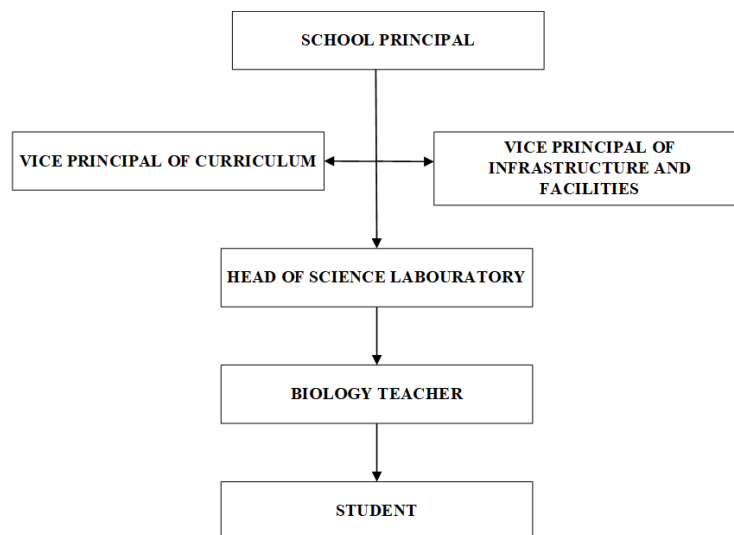 SCHOOL PRINCIPAL
VICE PRINCIPAL OF CURRICULUM
VICE PRINCIPAL OF
INFRASTRUCTURE AND
FACILITIES
HEAD OF SCIENCE LABOURATORY
BIOLOGY TEACHER
STUDENT